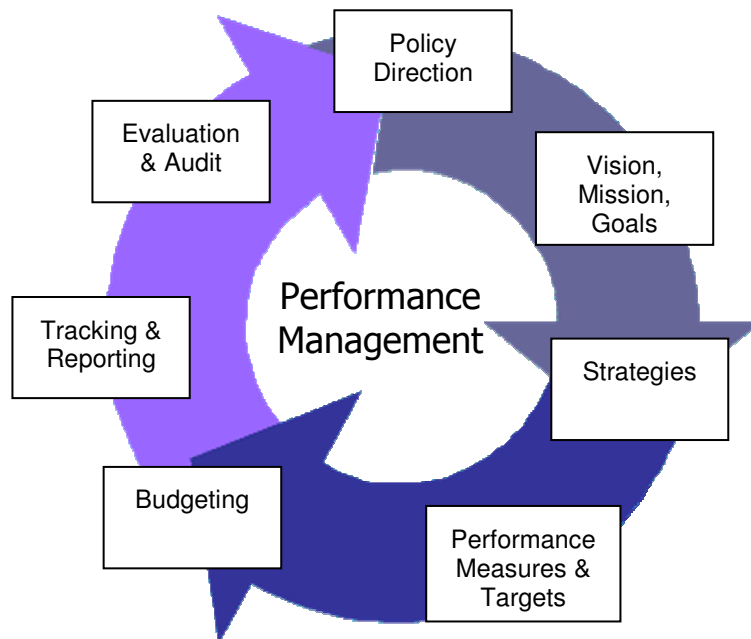 Policy
Direction
Vision,
Mission,
Goals
Strategies
Performance
Measures &
Targets
Budgeting
Tracking &
Reporting
Evaluation
& Audit
Performance
Management